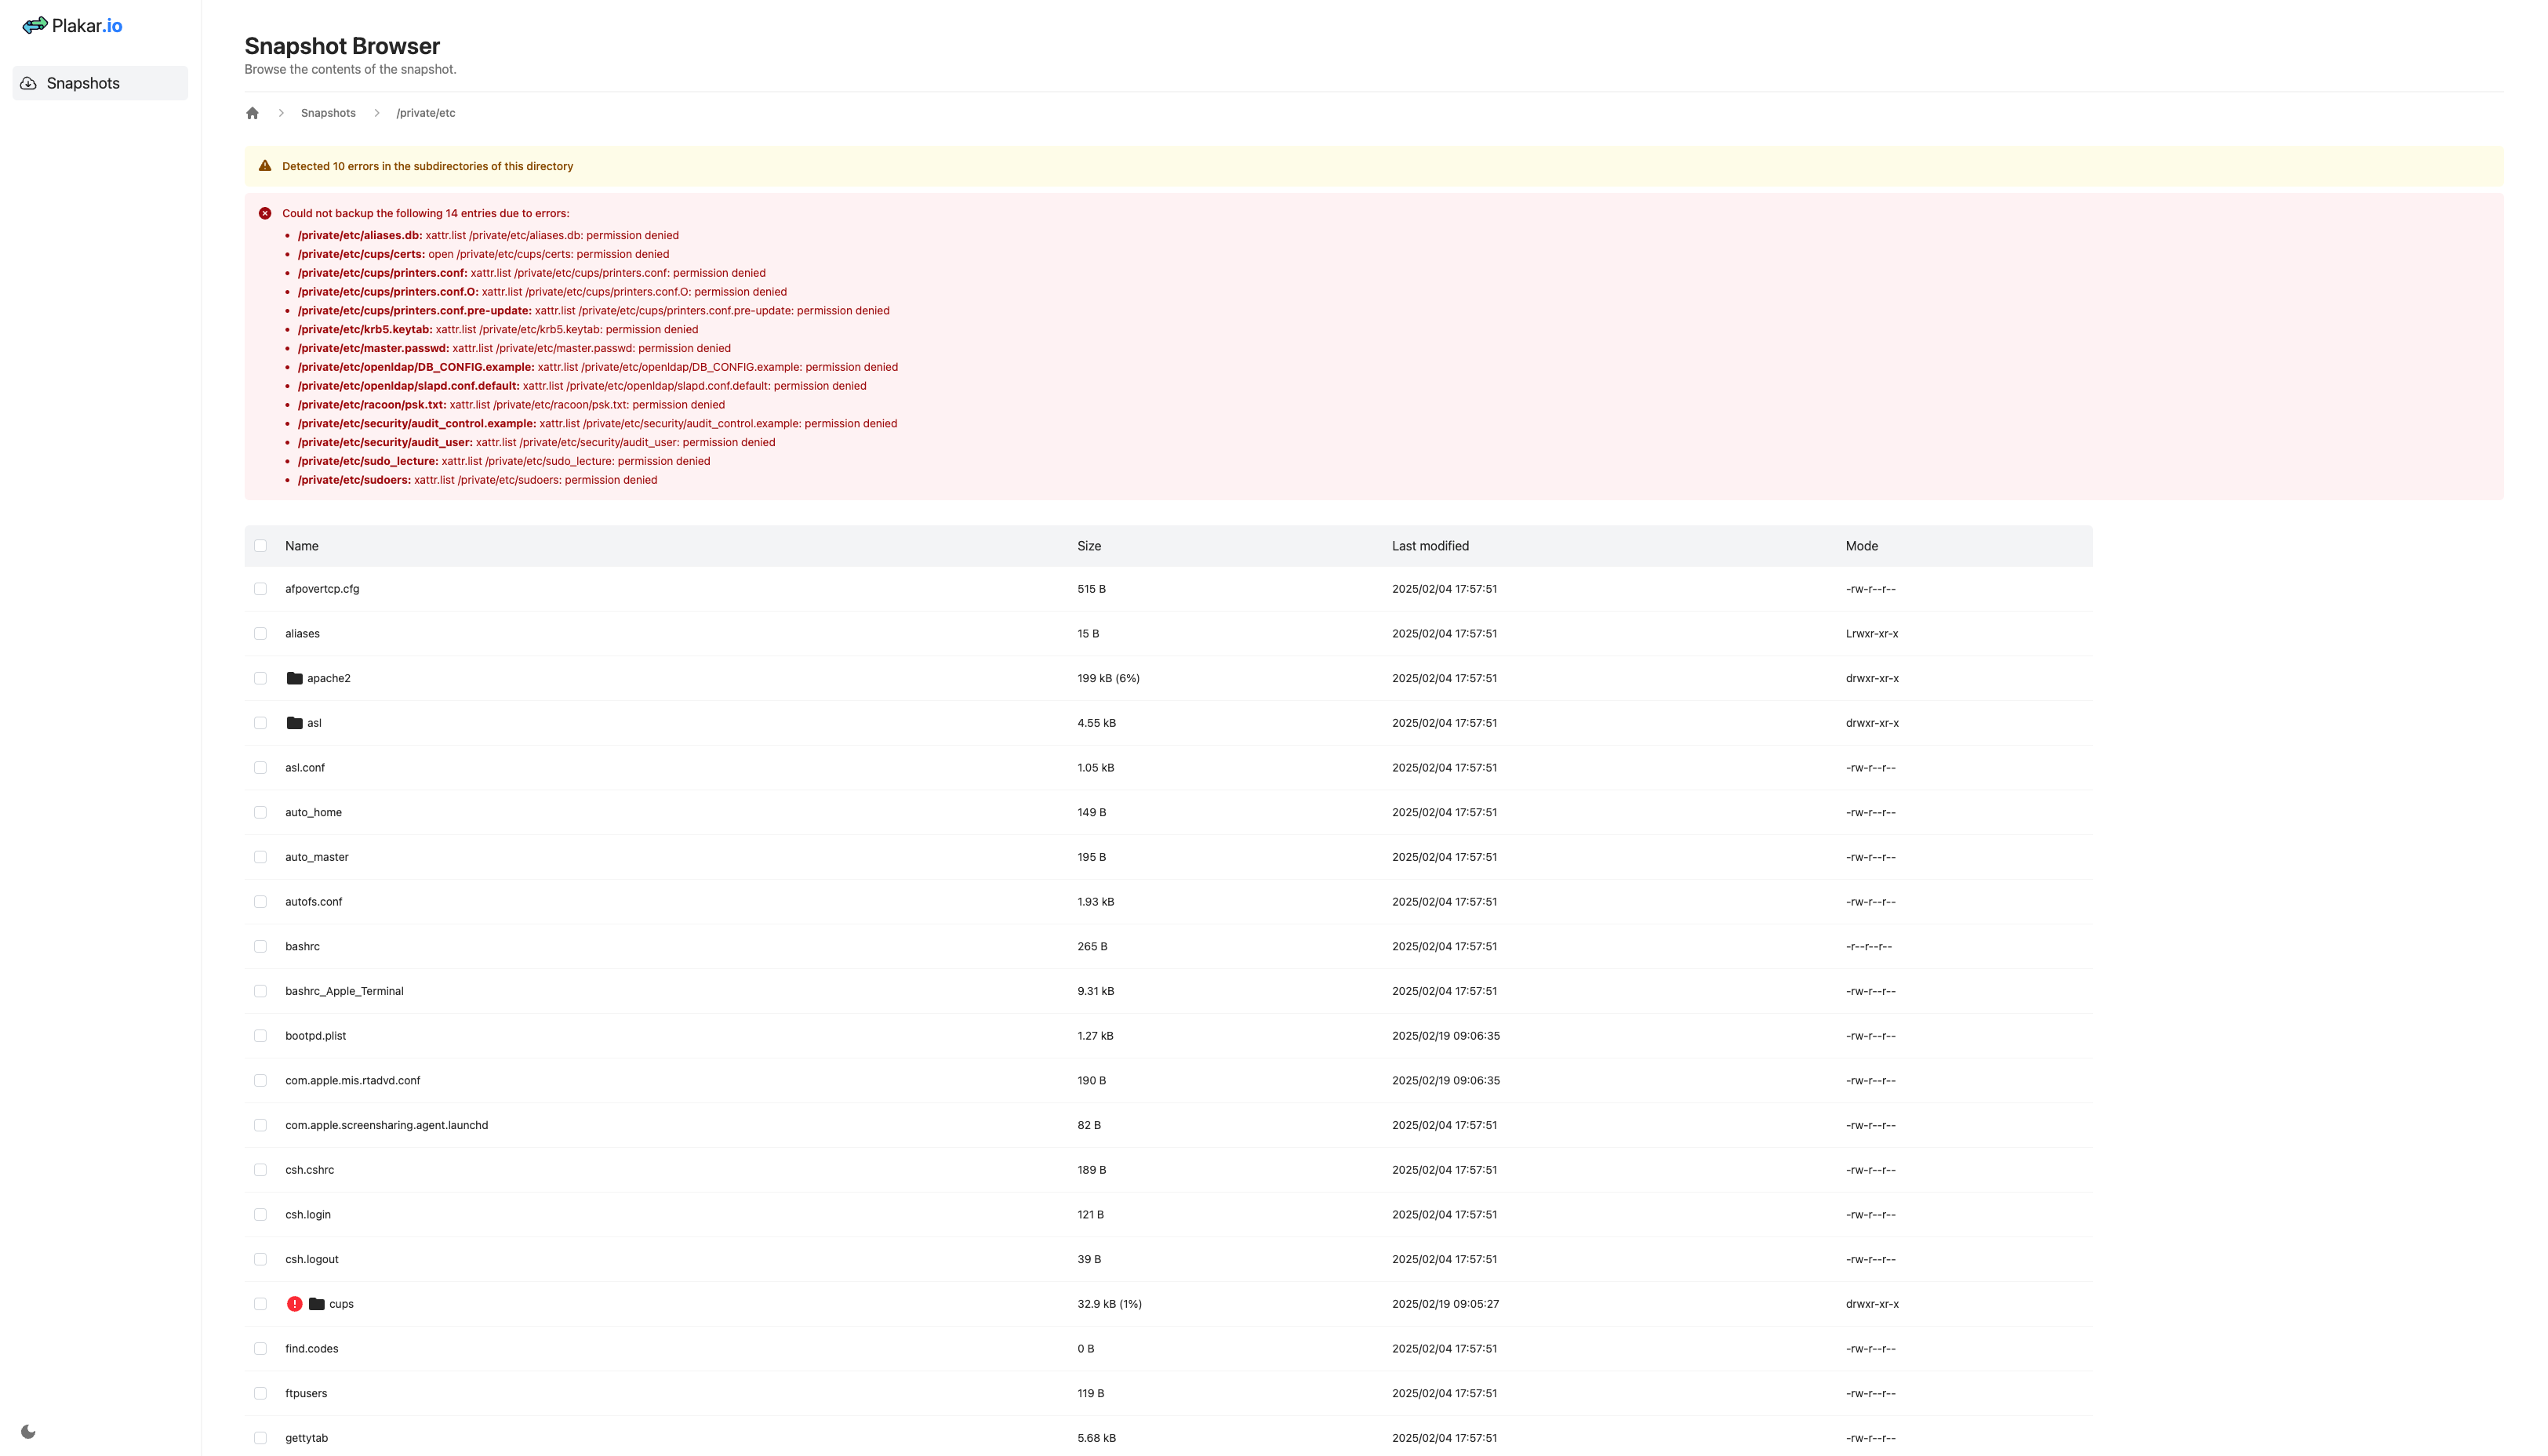 Plakar.io
Snapshots
Snapshot Browser
Browse the contents of the snapshot.
Snapshots > /private/etc
Detected 10 errors in the subdirectories of this directory
Could not backup the following 14 entries due to errors:
• /private/etc/aliases.db: xattr.list /private/etc/aliases.db: permission denied
• /private/etc/cups/certs: open /private/etc/cups/certs: permission denied
• /private/etc/cups/printers.conf: xattr.list /private/etc/cups/printers.conf: permission denied
• /private/etc/cups/printers.conf.O: xattr.list /private/etc/cups/printers.conf.O: permission denied
• /private/etc/cups/printers.conf.pre-update: xattr.list /private/etc/cups/printers.conf.pre-update: permission denied
• /private/etc/krb5.keytab: xattr.list /private/etc/krb5.keytab: permission denied
• /private/etc/master.passwd: xattr.list /private/etc/master.passwd: permission denied
• /private/etc/openldap/DB_CONFIG.example: xattr.list /private/etc/openldap/DB_CONFIG.example: permission denied
• /private/etc/openldap/slapd.conf.default: xattr.list /private/etc/openldap/slapd.conf.default: permission denied
• /private/etc/racoon/psk.txt: xattr.list /private/etc/racoon/psk.txt: permission denied
• /private/etc/security/audit_control.example: xattr.list /private/etc/security/audit_control.example: permission denied
• /private/etc/security/audit_user: xattr.list /private/etc/security/audit_user: permission denied
• /private/etc/sudo_lecture: xattr.list /private/etc/sudo_lecture: permission denied
• /private/etc/sudoers: xattr.list /private/etc/sudoers: permission denied
Name Size Last modified Mode
afpovertcp.cfg 515 B 2025/02/04 17:57:51 -rw-r--r--
aliases 15 B 2025/02/04 17:57:51 Lrwxr-xr-x
apache2 199 kB (6%) 2025/02/04 17:57:51 drwxr-xr-x
asl 4.55 kB 2025/02/04 17:57:51 drwxr-xr-x
asl.conf 1.05 kB 2025/02/04 17:57:51 -rw-r--r--
auto_home 149 B 2025/02/04 17:57:51 -rw-r--r--
auto_master 195 B 2025/02/04 17:57:51 -rw-r--r--
autofs.conf 1.93 kB 2025/02/04 17:57:51 -rw-r--r--
bashrc 265 B 2025/02/04 17:57:51 -r--r--r--
bashrc_Apple_Terminal 9.31 kB 2025/02/04 17:57:51 -rw-r--r--
bootpd.plist 1.27 kB 2025/02/19 09:06:35 -rw-r--r--
com.apple.mis.rtadvd.conf 190 B 2025/02/19 09:06:35 -rw-r--r--
com.apple.screensharing.agent.launchd 82 B 2025/02/04 17:57:51 -rw-r--r--
csh.cshrc 189 B 2025/02/04 17:57:51 -rw-r--r--
csh.login 121 B 2025/02/04 17:57:51 -rw-r--r--
csh.logout 39 B 2025/02/04 17:57:51 -rw-r--r--
cups 32.9 kB (1%) 2025/02/19 09:05:27 drwxr-xr-x
find.codes 0 B 2025/02/04 17:57:51 -rw-r--r--
ftpusers 119 B 2025/02/04 17:57:51 -rw-r--r--
gettytab 5.68 kB 2025/02/04 17:57:51 -rw-r--r--